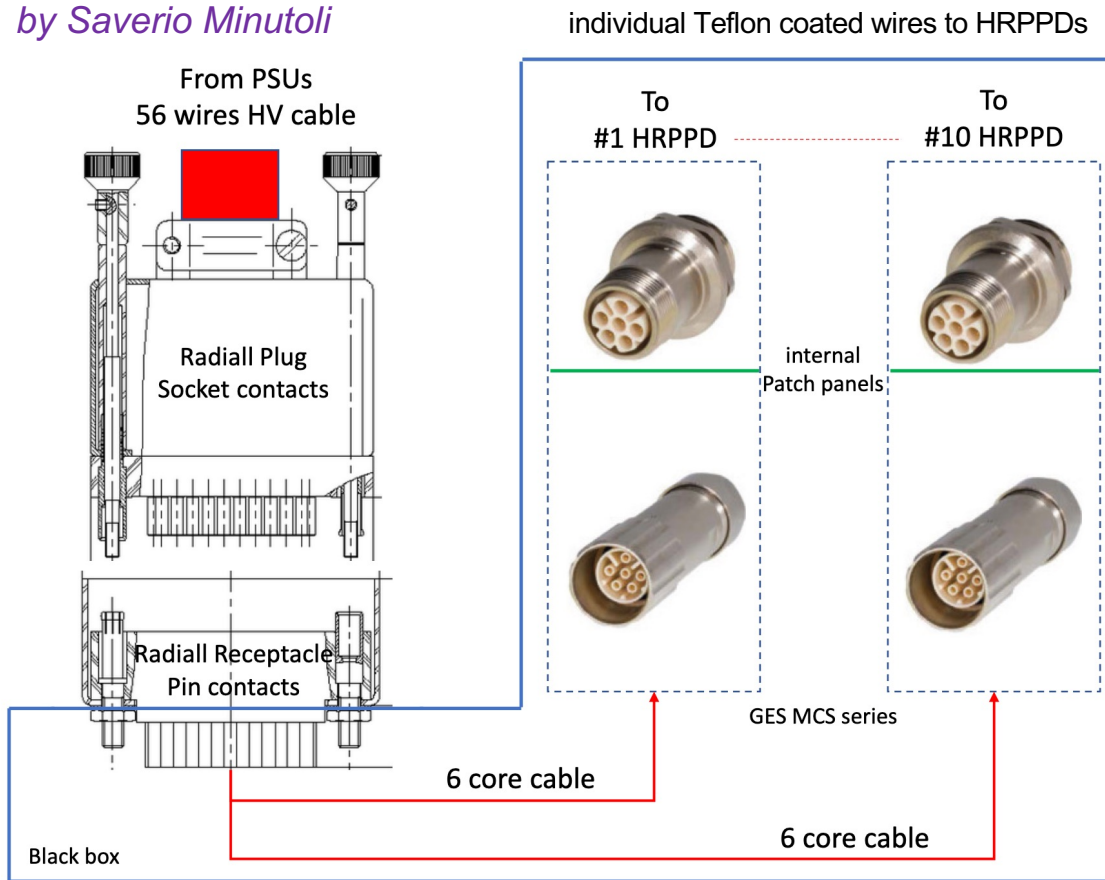 by Saverio Minutoli
individual Teflon coated wires to HRPPDs
From PSUs
56 wires HV cable
To
#1 HRPPD
To
#10 HRPPD
Radiall Plug
Socket contacts
internal
Patch panels
Radiall Receptacle
Pin contacts
GES MCS series
6 core cable
6 core cable
Black box